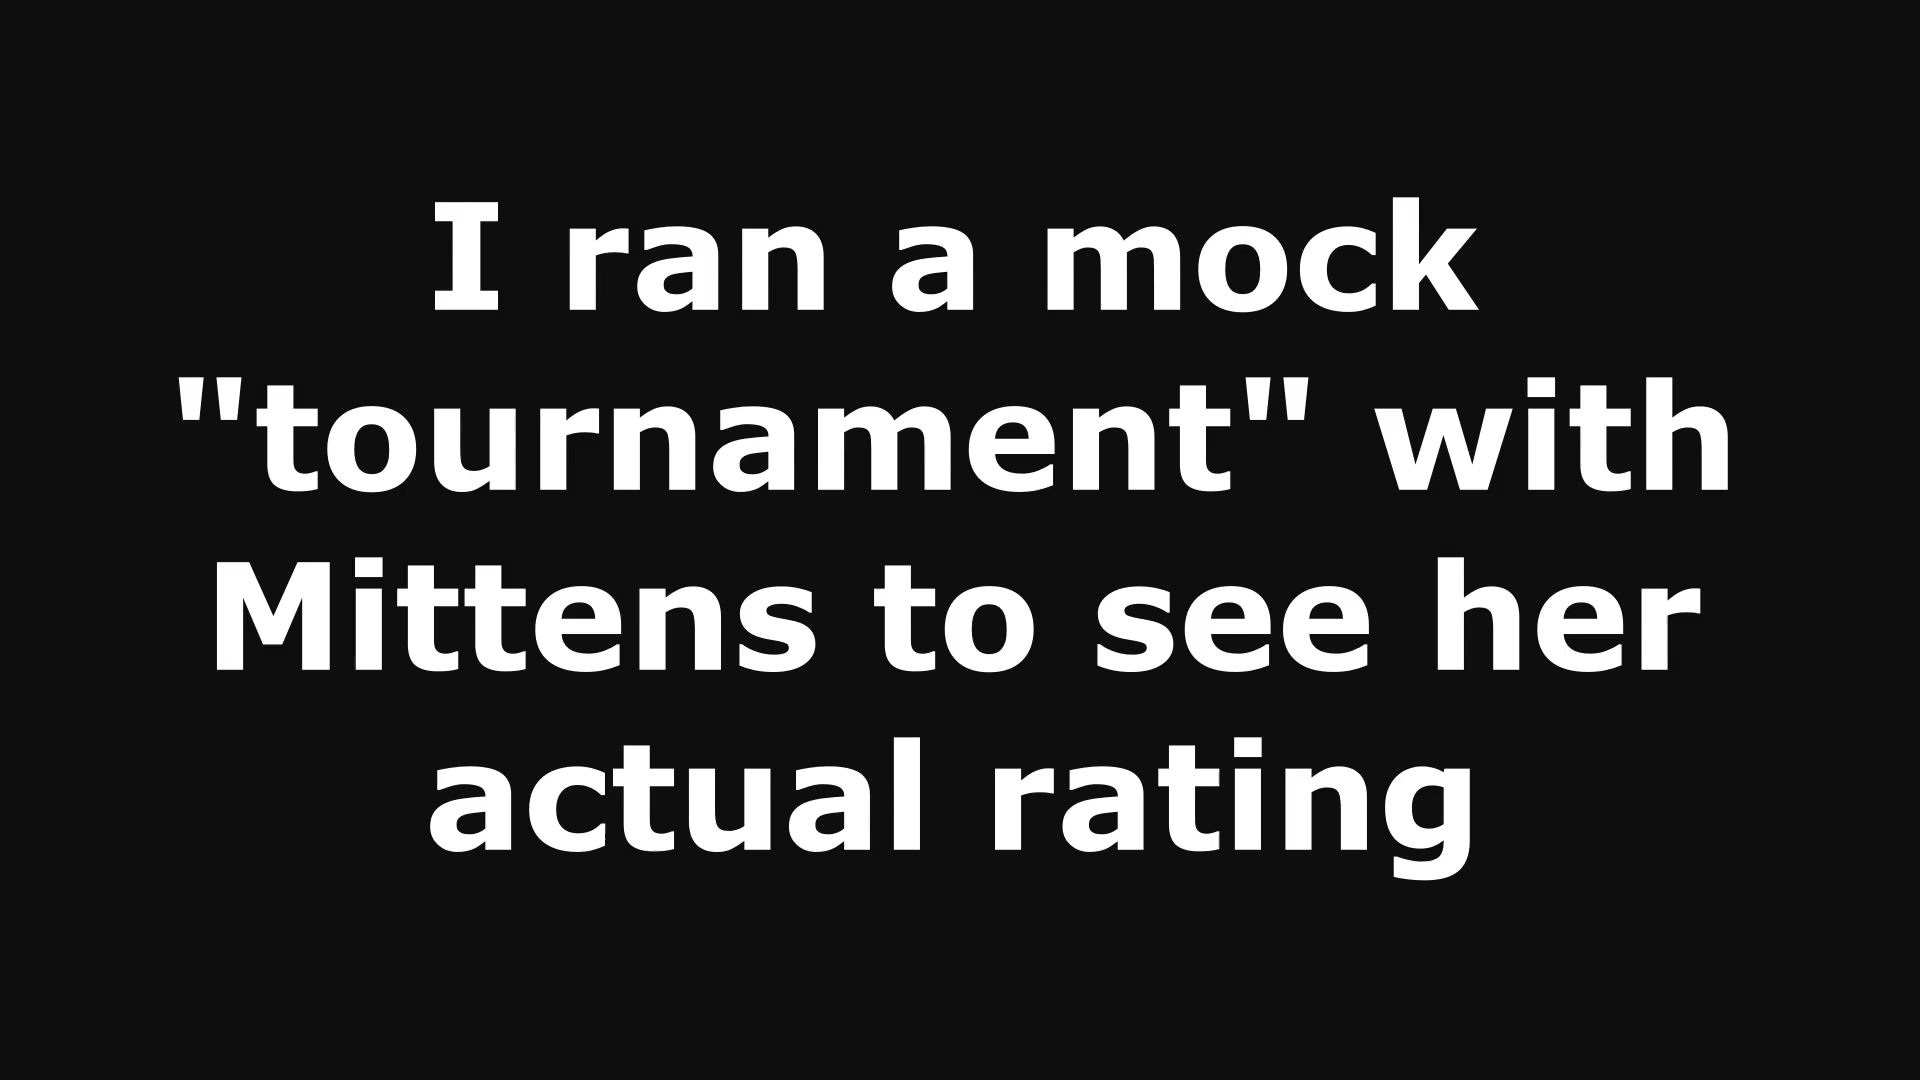 I ran a mock
"tournament" with
Mittens to see her
actual rating